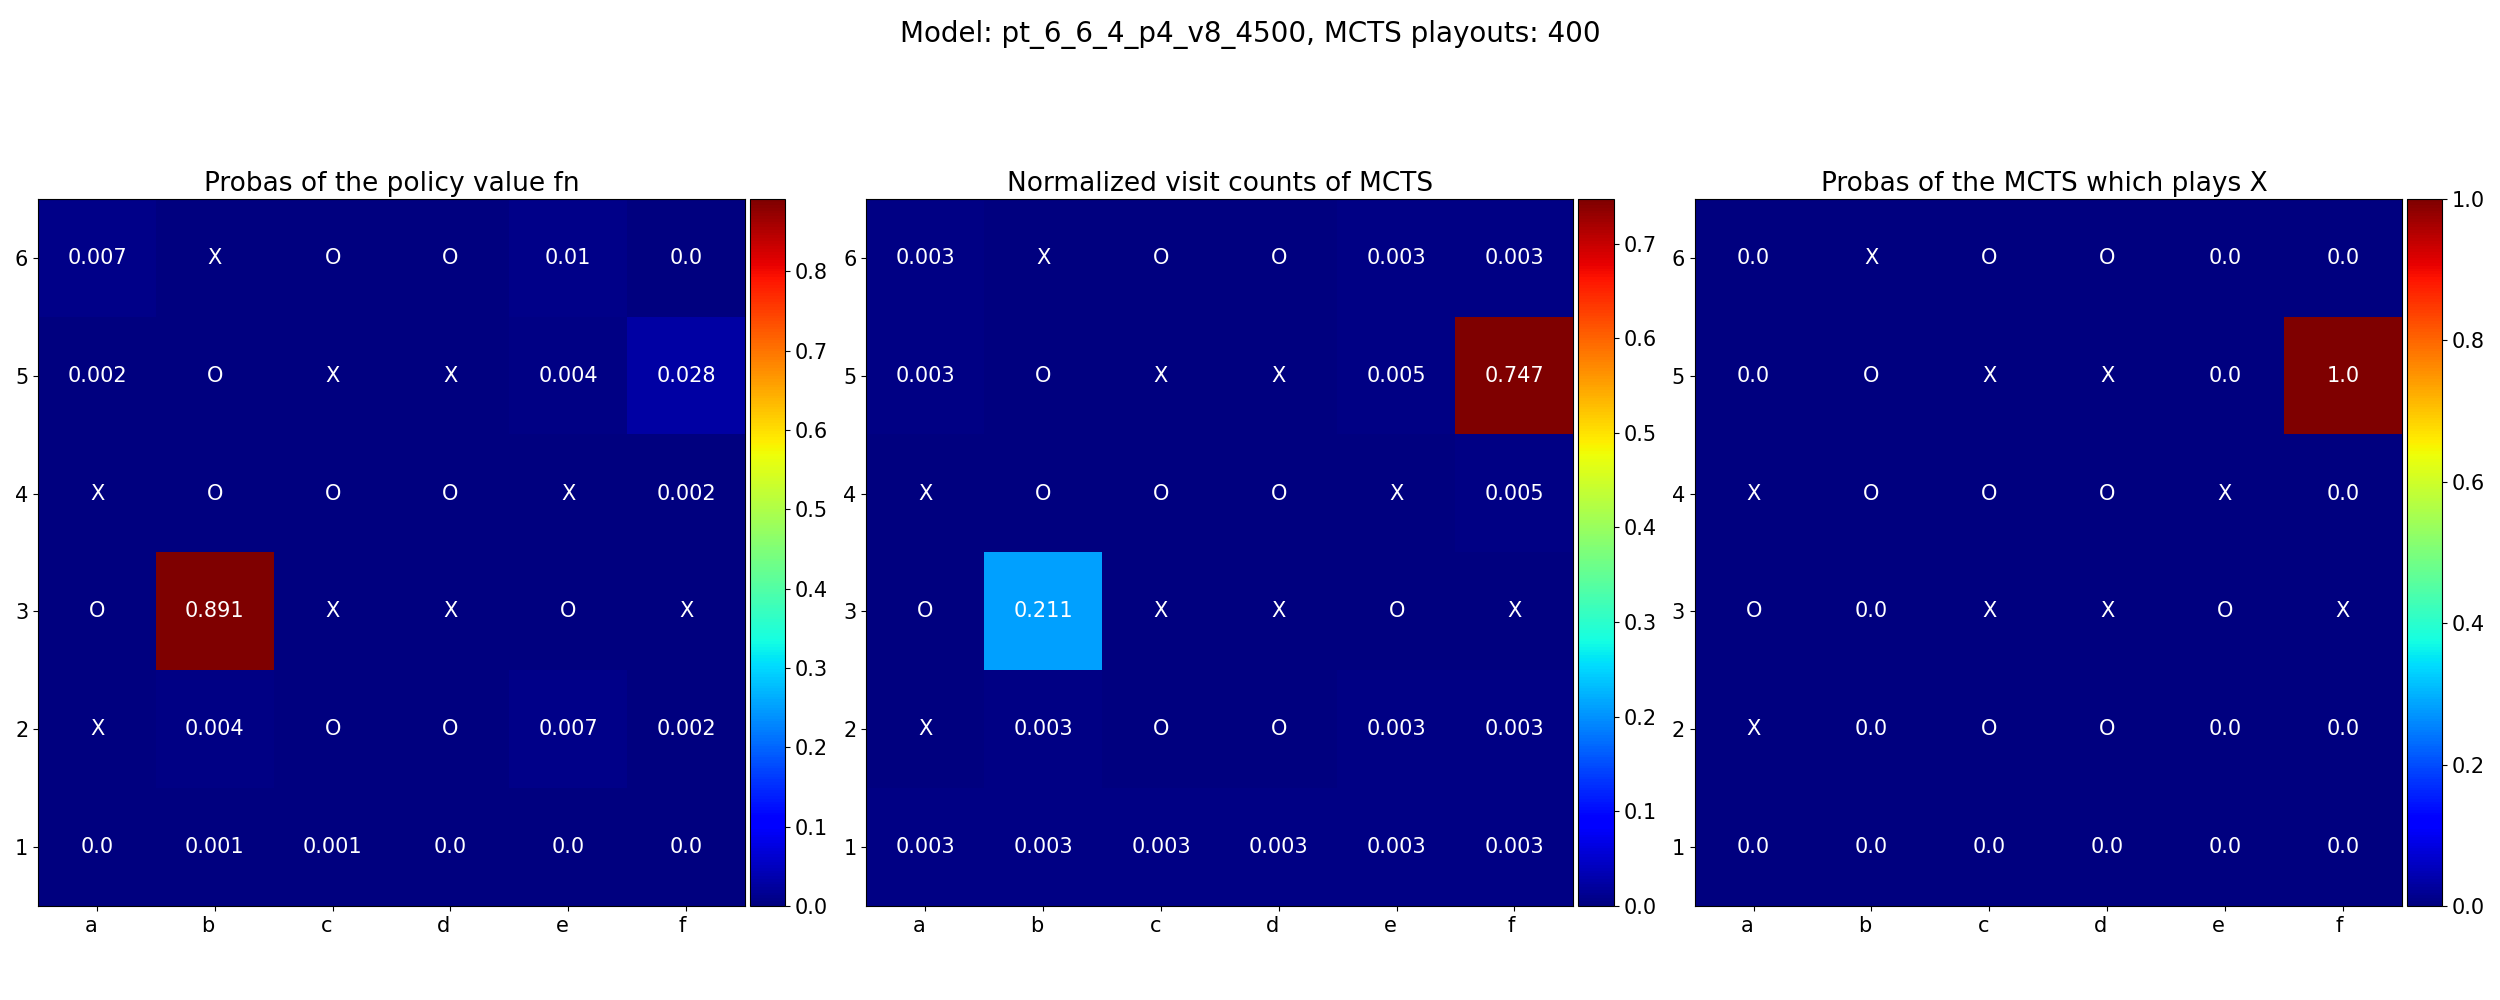 Model: pt_6_6_4_p4_v8_4500, MCTS playouts: 400
Probas of the policy value fn
6 0.007 X O O 0.01 0.0
5 0.002 O X X 0.004 0.028
4 X O O O X 0.002
3 O 0.891 X X O X
2 X 0.004 O O 0.007 0.002
1 0.0 0.001 0.001 0.0 0.0 0.0
a b c d e f
0.8
0.7
0.6
0.5
0.4
0.3
0.2
0.1
0.0
Normalized visit counts of MCTS
6 0.003 X O O 0.003 0.003
5 0.003 O X X 0.005 0.747
4 X O O O X 0.005
3 O 0.211 X X O X
2 X 0.003 O O 0.003 0.003
1 0.003 0.003 0.003 0.003 0.003 0.003
a b c d e f
0.7
0.6
0.5
0.4
0.3
0.2
0.1
0.0
Probas of the MCTS which plays X
6 0.0 X O O 0.0 0.0
5 0.0 O X X 0.0 1.0
4 X O O O X 0.0
3 O 0.0 X X O X
2 X 0.0 O O 0.0 0.0
1 0.0 0.0 0.0 0.0 0.0 0.0
a b c d e f
1.0
0.8
0.6
0.4
0.2
0.0